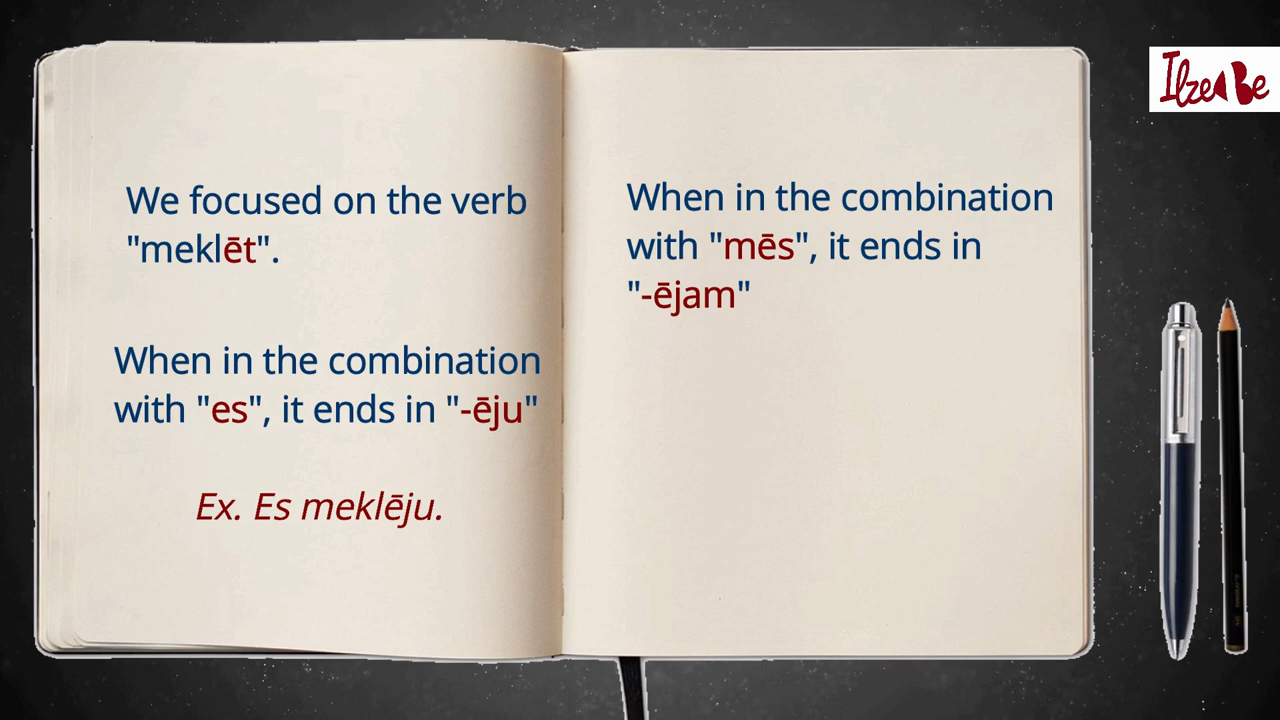 We focused on the verb
"meklēt".
When in the combination
with "es", it ends in "-ēju"
Ex. Es meklēju.
When in the combination
with "mēs", it ends in
"-ējam"
IlzeaBe